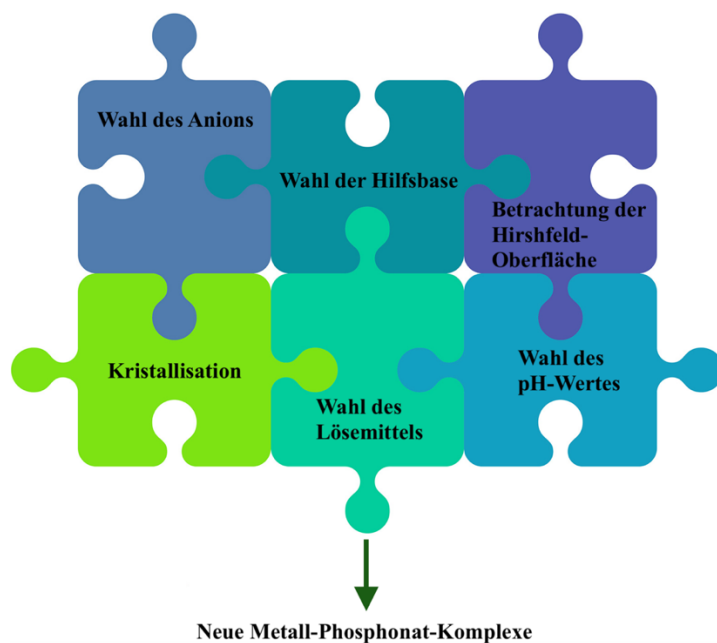 Wahl des Anions
Wahl der Hilfsbase
Betrachtung der
Hirshfeld-
Oberfläche
Kristallisation
Wahl des
Lösemittels
Wahl des
pH-Wertes
Neue Metall-Phosphonat-Komplexe